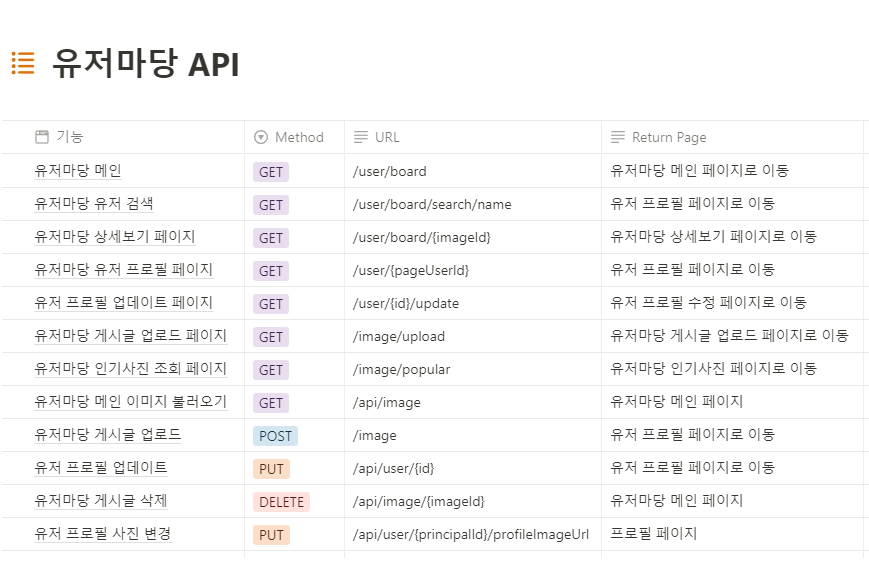 유저마당 API
기능 Method URL Return Page
유저마당 메인 GET /user/board 유저마당 메인 페이지로 이동
유저마당 유저 검색 GET /user/board/search/name 유저 프로필 페이지로 이동
유저마당 상세보기 페이지 GET /user/board/{imageId} 유저마당 상세보기 페이지로 이동
유저마당 유저 프로필 페이지 GET /user/{pageUserId} 유저 프로필 페이지로 이동
유저 프로필 업데이트 페이지 GET /user/{id}/update 유저 프로필 수정 페이지로 이동
유저마당 게시글 업로드 페이지 GET /image/upload 유저마당 게시글 업로드 페이지로 이동
유저마당 인기사진 조회 페이지 GET /image/popular 유저마당 인기사진 페이지로 이동
유저마당 메인 이미지 불러오기 GET /api/image 유저마당 메인 페이지
유저마당 게시글 업로드 POST /image 유저 프로필 페이지로 이동
유저 프로필 업데이트 PUT /api/user/{id} 유저 프로필 페이지로 이동
유저마당 게시글 삭제 DELETE /api/image/{imageId} 유저마당 메인 페이지
유저 프로필 사진 변경 PUT /api/user/{principalId}/profileImageUrl 프로필 페이지